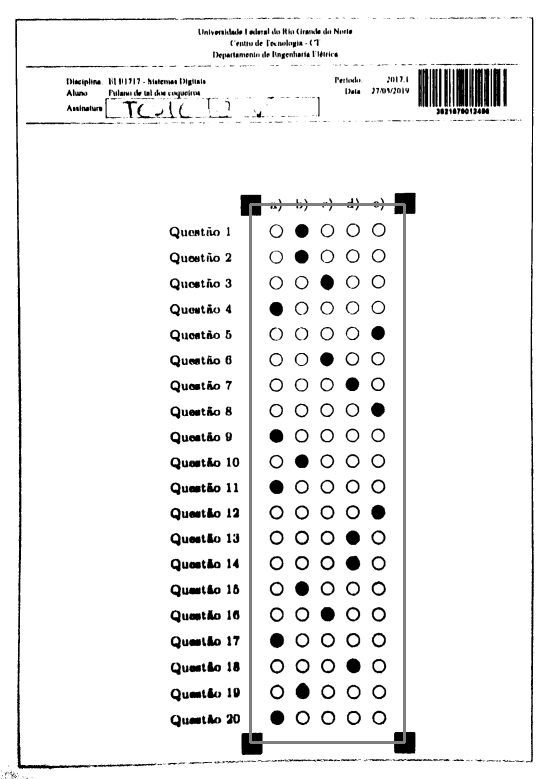 Universidade Federal do Rio Grande do Norte
Centro de Tecnologia - CT
Departamento de Engenharia Elétrica
Disciplina ELE1717 - Sistemas Digitais Período 2017.1
Aluno Fulano de tal dos coqueiros Data 27/05/2019
Assinatura
3021679013486
a) b) c) d) e)
Questão 1
Questão 2
Questão 3
Questão 4
Questão 5
Questão 6
Questão 7
Questão 8
Questão 9
Questão 10
Questão 11
Questão 12
Questão 13
Questão 14
Questão 15
Questão 16
Questão 17
Questão 18
Questão 19
Questão 20